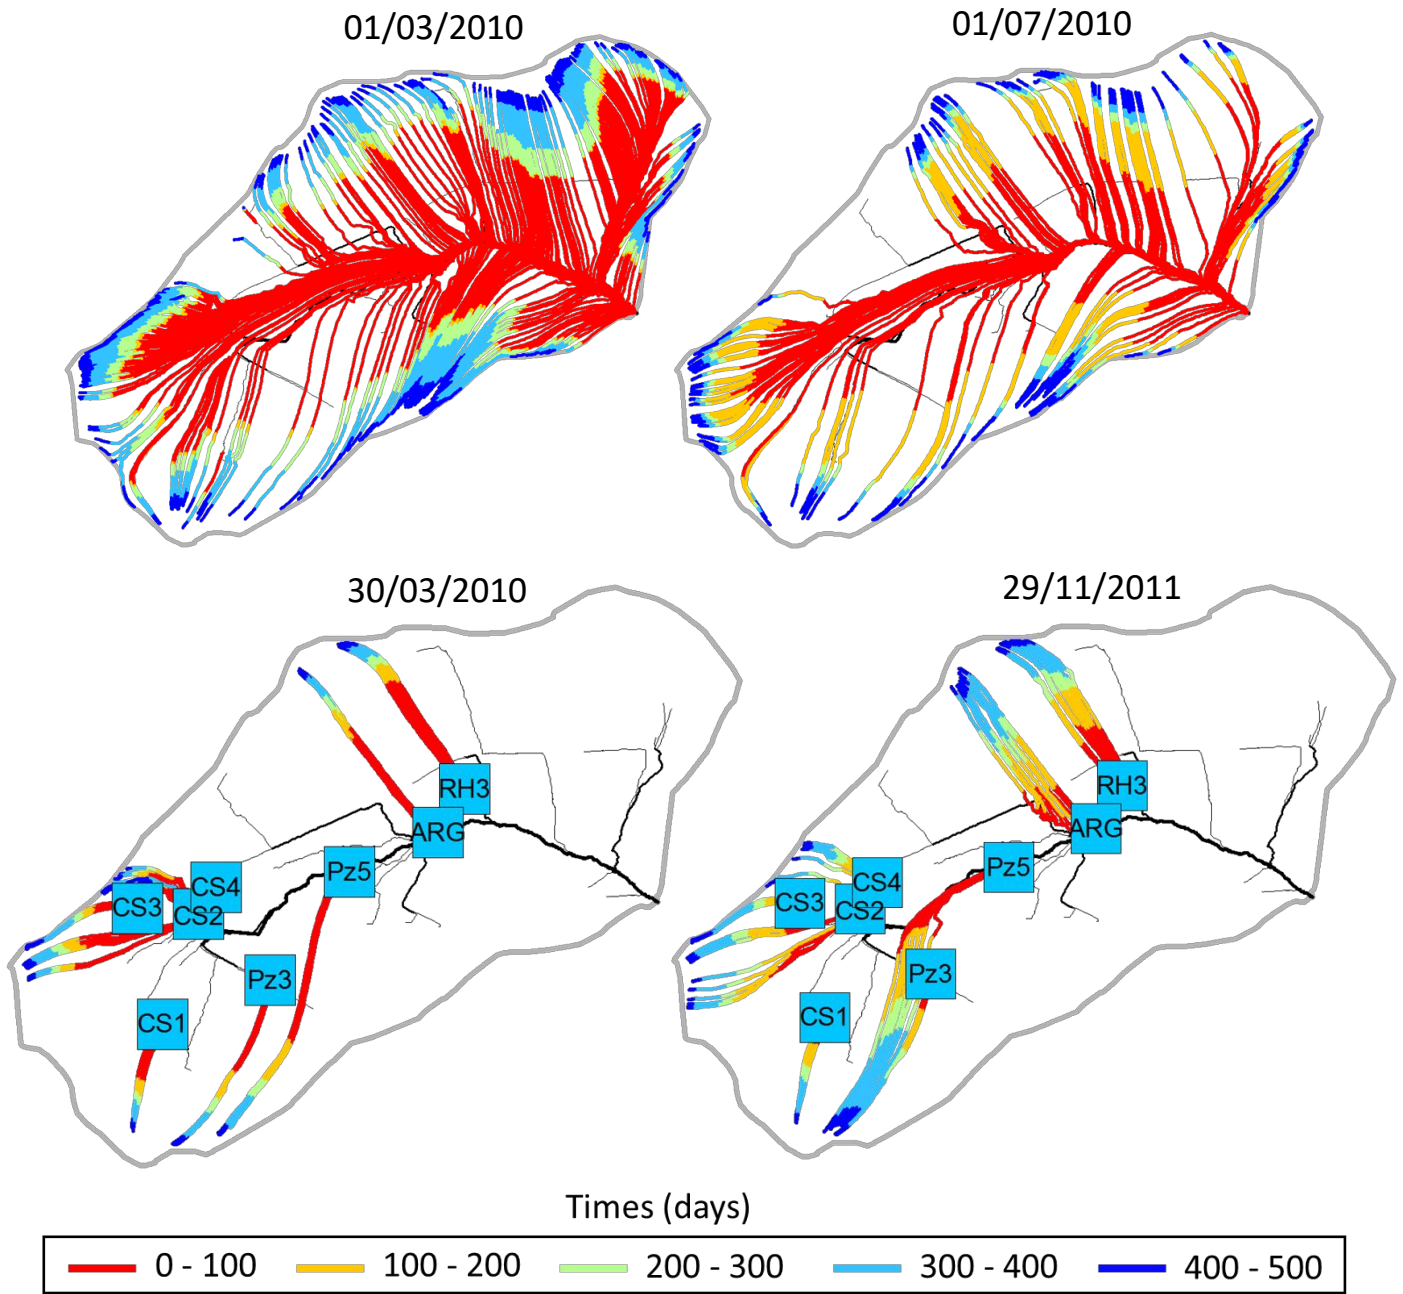 01/03/2010
01/07/2010
30/03/2010
29/11/2011
RH3
ARG
Pz5
CS4
CS3
CS2
Pz3
CS1
RH3
ARG
Pz5
CS4
CS3
CS2
Pz3
CS1
Times (days)
0 - 100
100 - 200
200 - 300
300 - 400
400 - 500